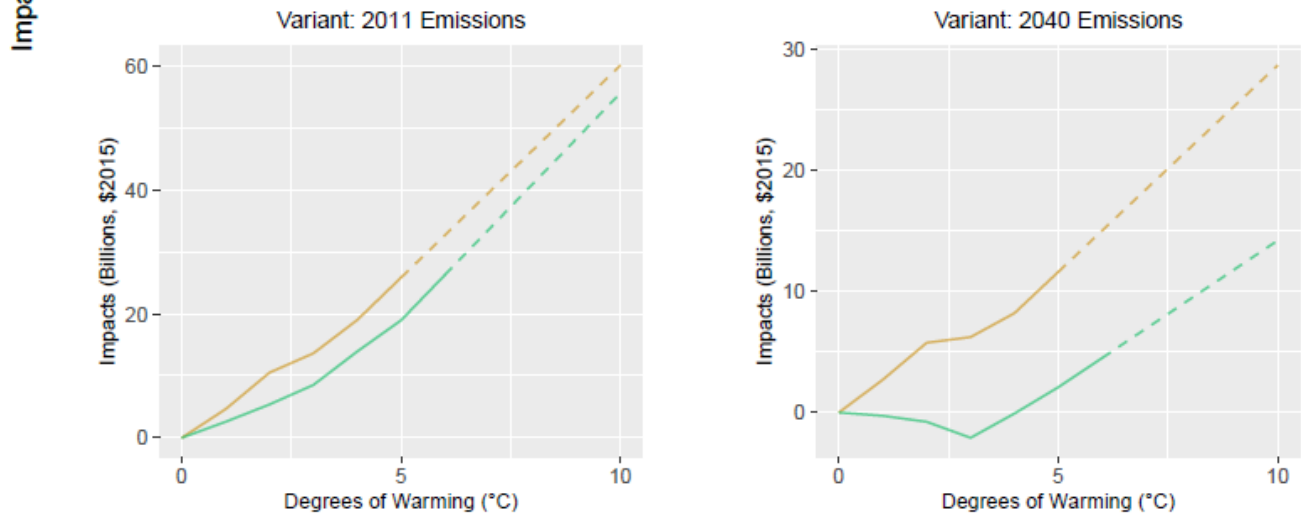 Impa
Variant: 2011 Emissions
60
40
20
0
Impacts (Billions, $2015)
0 5 10
Degrees of Warming (°C)
Variant: 2040 Emissions
30
20
10
0
Impacts (Billions, $2015)
0 5 10
Degrees of Warming (°C)